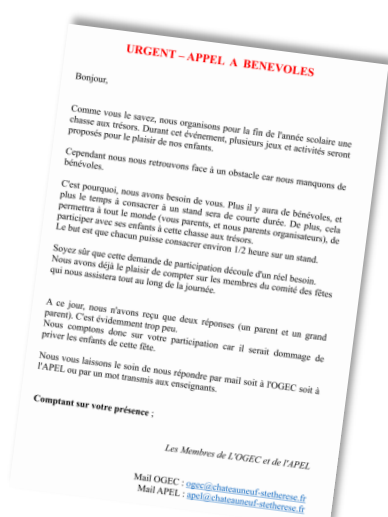 URGENT – APPEL A BENEVOLES
Bonjour,
Comme vous le savez, nous organisons pour la fin de l'année scolaire une
chasse aux trésors. Durant cet événement, plusieurs jeux et activités seront
proposés pour le plaisir de nos enfants.
Cependant nous nous retrouvons face à un obstacle car nous manquons de
bénévoles.
C'est pourquoi, nous avons besoin de vous. Plus il y aura de bénévoles, et
plus le temps à consacrer à un stand sera de courte durée. De plus, cela
permettra à tout le monde (vous parents, et nous parents organisateurs), de
participer avec ses enfants à cette chasse aux trésors.
Le but est que chacun puisse consacrer environ 1/2 heure sur un stand.
Soyez sûr que cette demande de participation découle d'un réel besoin.
Nous avons déjà le plaisir de compter sur les membres du comité des fêtes
qui nous assistera tout au long de la journée.
A ce jour, nous n'avons reçu que deux réponses (un parent et un grand
parent). C'est évidemment trop peu.
Nous comptons donc sur votre participation car il serait dommage de
priver les enfants de cette fête.
Nous vous laissons le soin de nous répondre par mail soit à l'OGEC soit à
l'APEL ou par un mot transmis aux enseignants.
Comptant sur votre présence ;
Les Membres de L'OGEC et de l'APEL
Mail OGEC : ogec@chateauneuf-stetherese.fr
Mail APEL : apel@chateauneuf-stetherese.fr